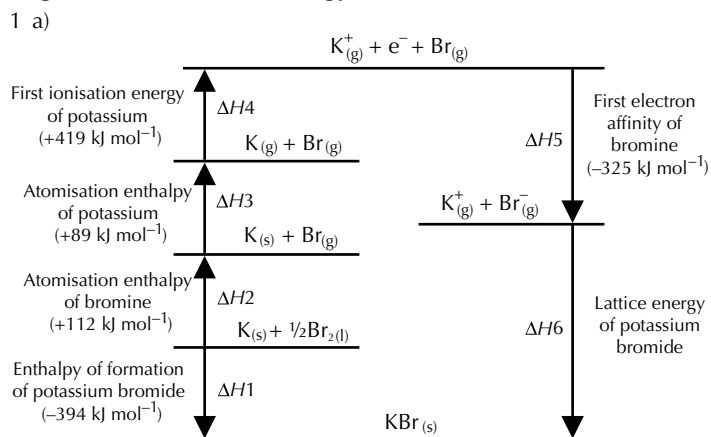 1 a)
K⁺(g) + e⁻ + Br(g)
First ionisation energy
of potassium
(+419 kJ mol⁻¹)
ΔH4
K(g) + Br(g)
ΔH5
First electron
affinity of
bromine
(–325 kJ mol⁻¹)
Atomisation enthalpy
of potassium
(+89 kJ mol⁻¹)
ΔH3
K(s) + Br(g)
K⁺(g) + Br⁻(g)
Atomisation enthalpy
of bromine
(+112 kJ mol⁻¹)
ΔH2
K(s) + ½Br₂(l)
ΔH6
Lattice energy
of potassium
bromide
Enthalpy of formation
of potassium bromide
(–394 kJ mol⁻¹)
ΔH1
KBr(s)